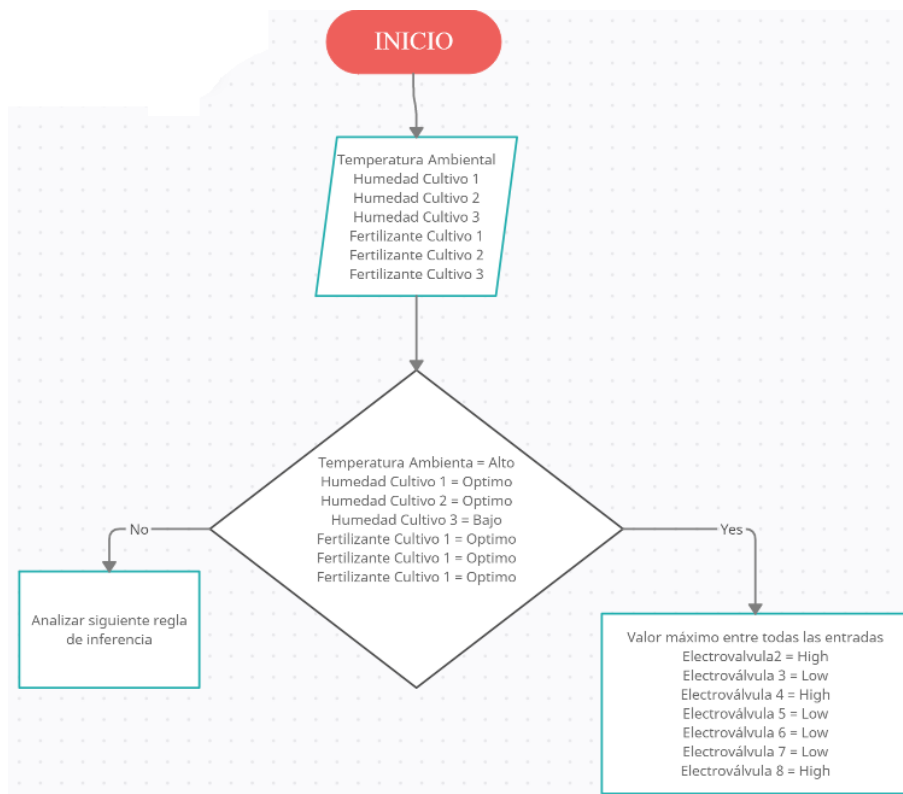 INICIO
Temperatura Ambiental
Humedad Cultivo 1
Humedad Cultivo 2
Humedad Cultivo 3
Fertilizante Cultivo 1
Fertilizante Cultivo 2
Fertilizante Cultivo 3
Temperatura Ambienta = Alto
Humedad Cultivo 1 = Optimo
Humedad Cultivo 2 = Optimo
Humedad Cultivo 3 = Bajo
Fertilizante Cultivo 1 = Optimo
Fertilizante Cultivo 1 = Optimo
Fertilizante Cultivo 1 = Optimo
No
Yes
Analizar siguiente regla
de inferencia
Valor máximo entre todas las entradas
Electrovalvula2 = High
Electroválvula 3 = Low
Electroválvula 4 = High
Electroválvula 5 = Low
Electroválvula 6 = Low
Electroválvula 7 = Low
Electroválvula 8 = High